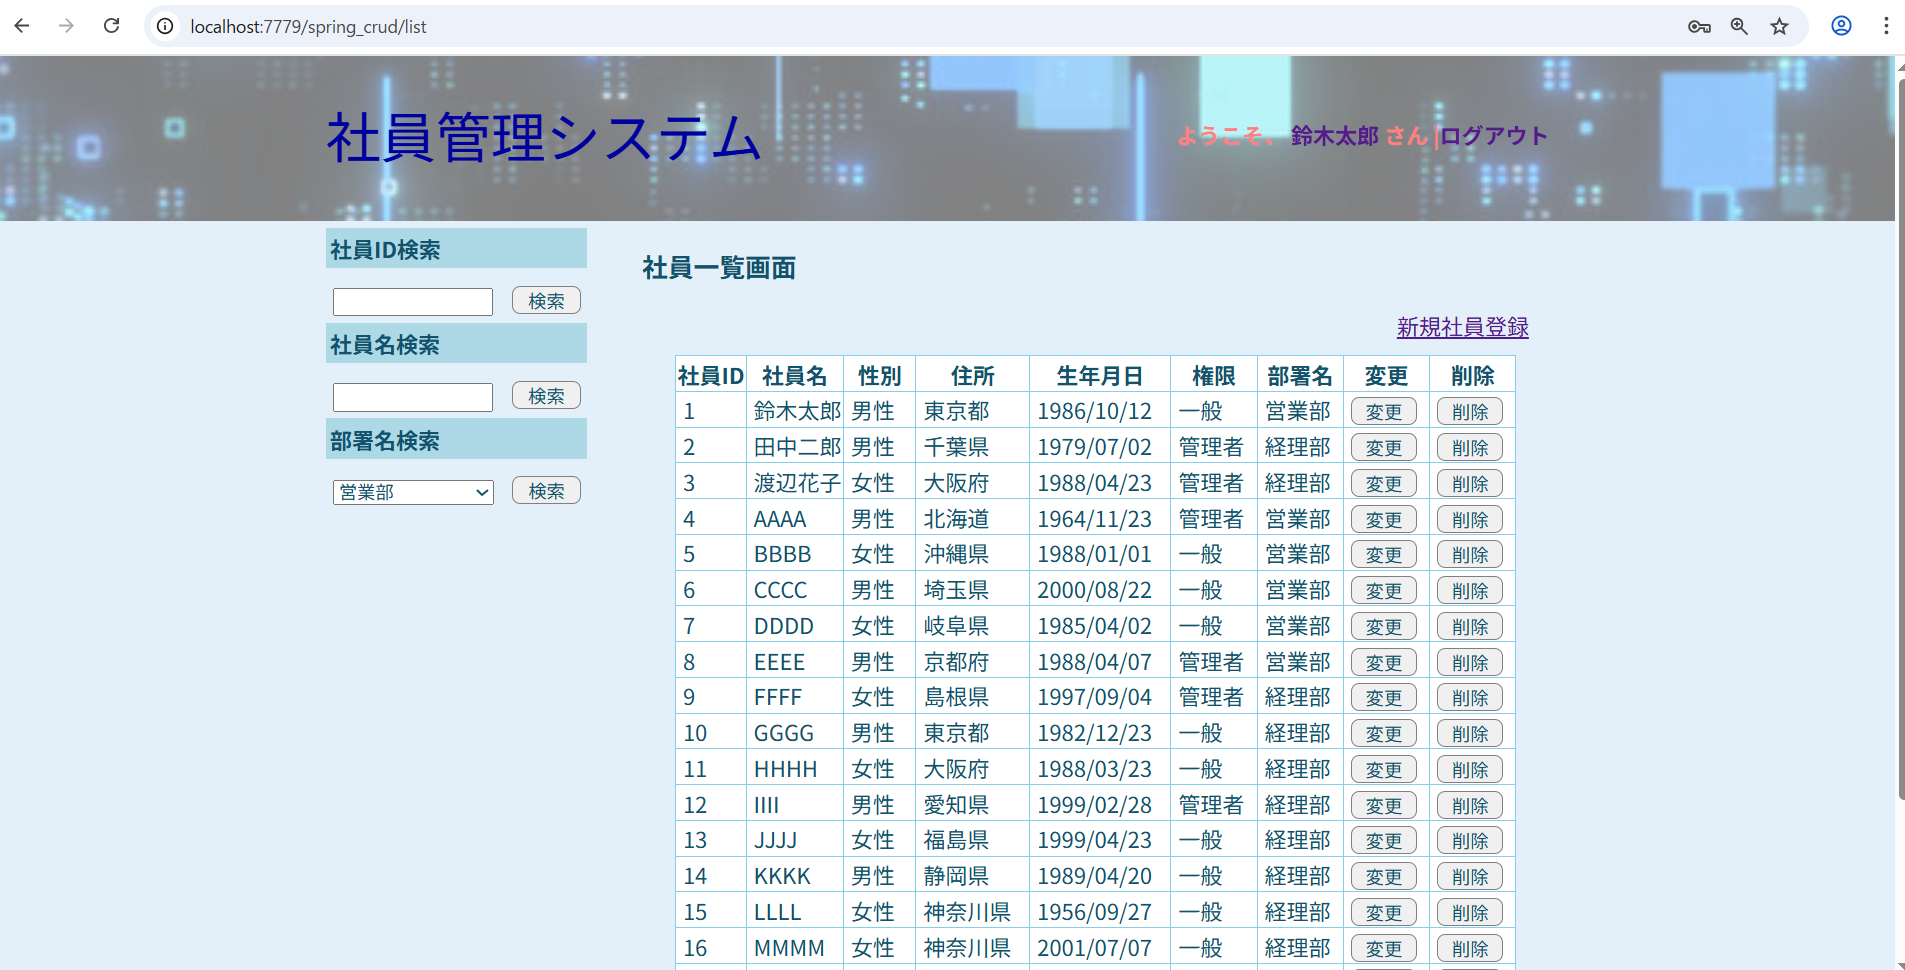 localhost:7779/spring_crud/list
社員管理システム
ようこそ、 鈴木太郎 さん |ログアウト
社員ID検索
検索
社員名検索
検索
部署名検索
営業部 検索
社員一覧画面
新規社員登録
社員ID 社員名 性別 住所 生年月日 権限 部署名 変更 削除
1 鈴木太郎 男性 東京都 1986/10/12 一般 営業部 変更 削除
2 田中二郎 男性 千葉県 1979/07/02 管理者 経理部 変更 削除
3 渡辺花子 女性 大阪府 1988/04/23 管理者 経理部 変更 削除
4 AAAA 男性 北海道 1964/11/23 管理者 営業部 変更 削除
5 BBBB 女性 沖縄県 1988/01/01 一般 営業部 変更 削除
6 CCCC 男性 埼玉県 2000/08/22 一般 営業部 変更 削除
7 DDDD 女性 岐阜県 1985/04/02 一般 営業部 変更 削除
8 EEEE 男性 京都府 1988/04/07 管理者 営業部 変更 削除
9 FFFF 女性 島根県 1997/09/04 管理者 経理部 変更 削除
10 GGGG 男性 東京都 1982/12/23 一般 経理部 変更 削除
11 HHHH 女性 大阪府 1988/03/23 一般 経理部 変更 削除
12 IIII 男性 愛知県 1999/02/28 管理者 経理部 変更 削除
13 JJJJ 女性 福島県 1999/04/23 一般 経理部 変更 削除
14 KKKK 男性 静岡県 1989/04/20 一般 経理部 変更 削除
15 LLLL 女性 神奈川県 1956/09/27 一般 経理部 変更 削除
16 MMMM 女性 神奈川県 2001/07/07 一般 経理部 変更 削除